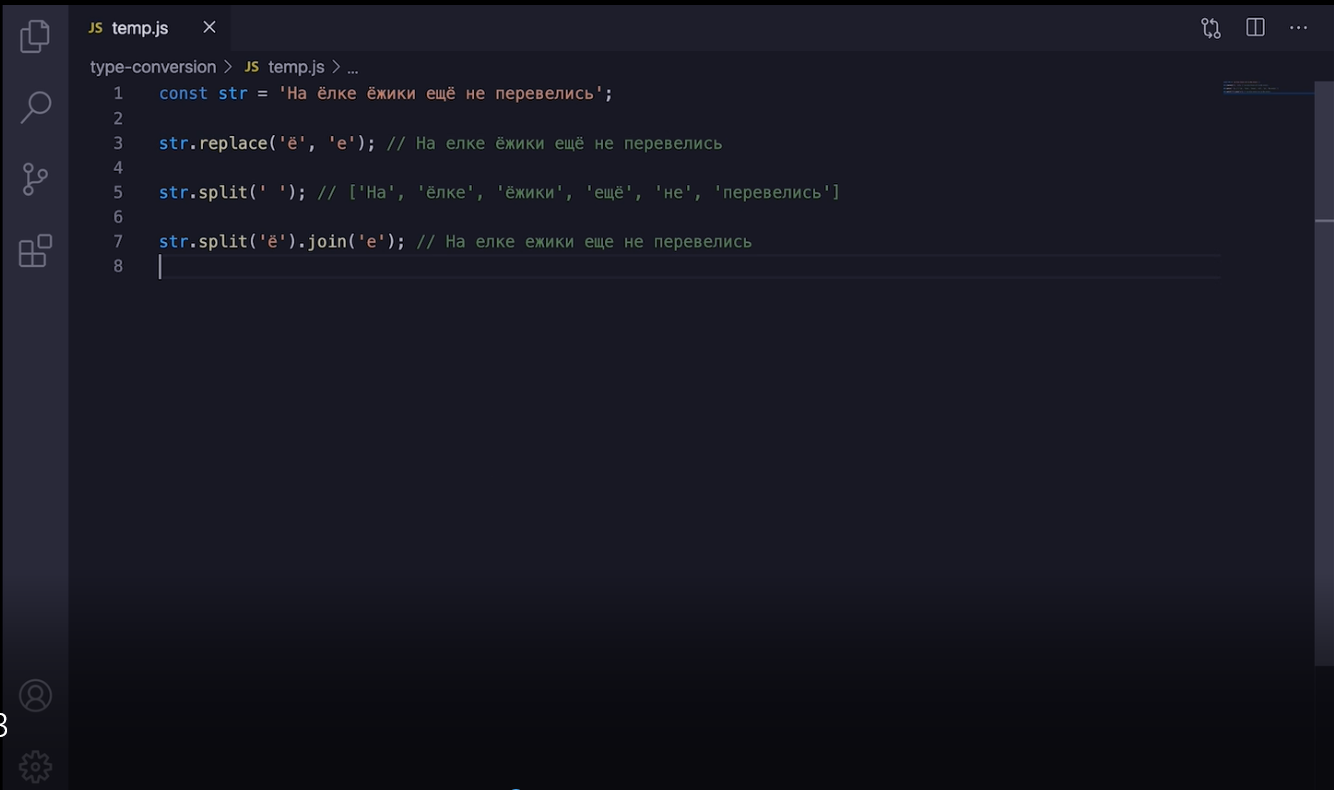 JS temp.js
type-conversion > JS temp.js > ...
1 const str = 'На ёлке ёжики ещё не перевелись';
2
3 str.replace('ё', 'е'); // На елке ёжики ещё не перевелись
4
5 str.split(' '); // ['На', 'ёлке', 'ёжики', 'ещё', 'не', 'перевелись']
6
7 str.split('ё').join('е'); // На елке ежики еще не перевелись
8